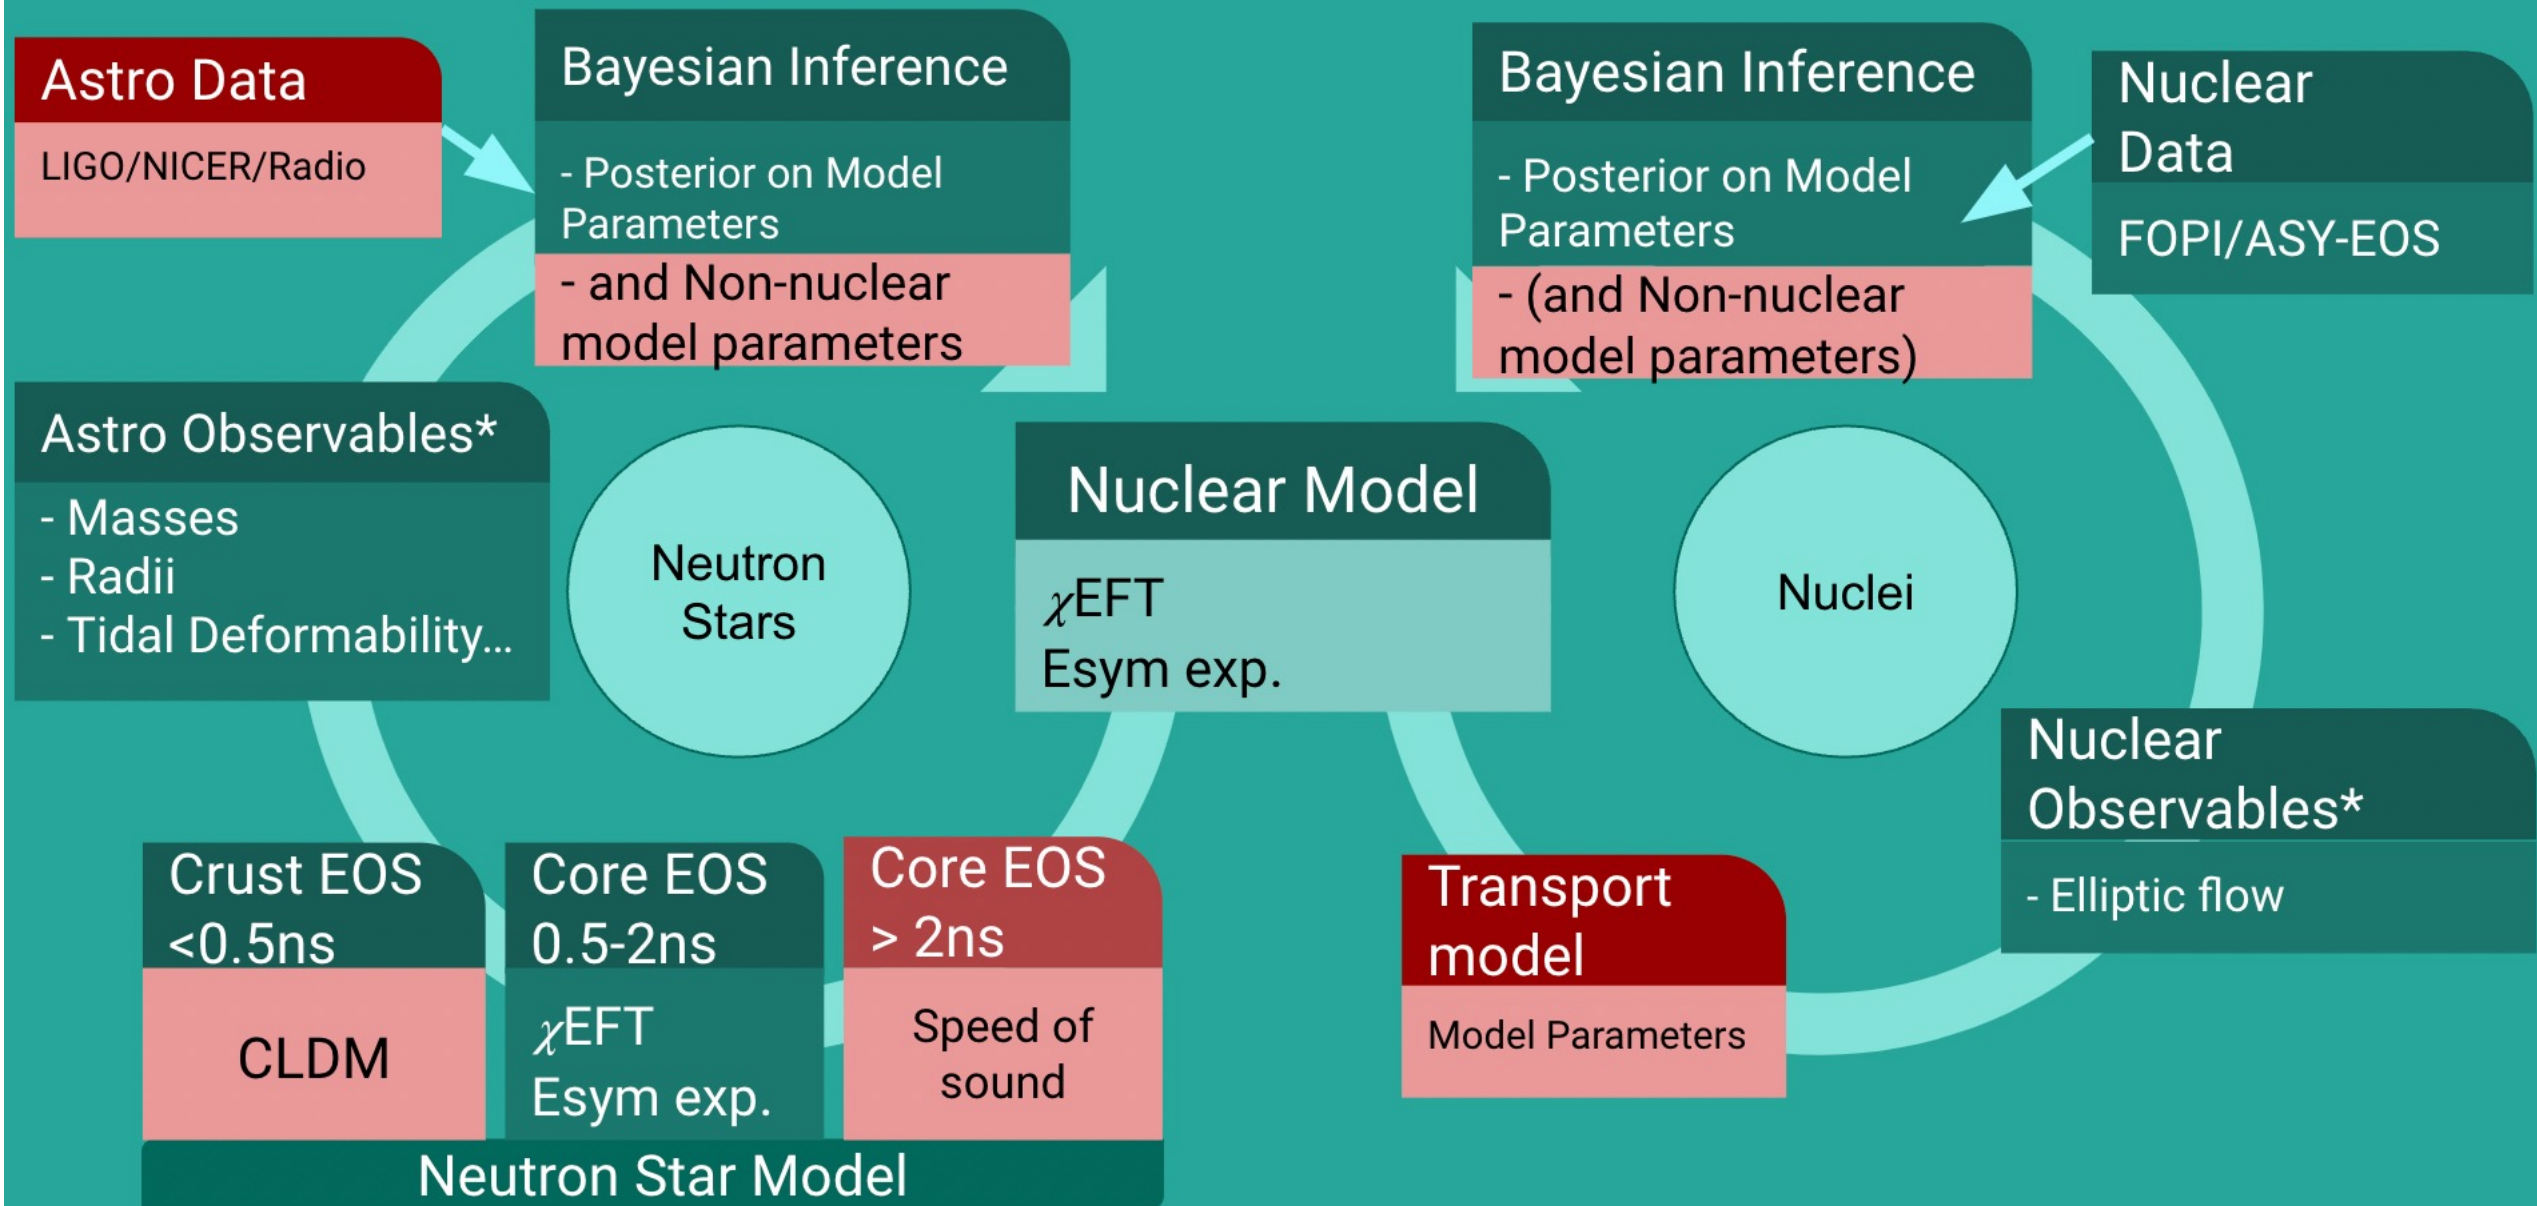 Astro Data
LIGO/NICER/Radio
Bayesian Inference
- Posterior on Model
Parameters
- and Non-nuclear
model parameters
Bayesian Inference
- Posterior on Model
Parameters
- (and Non-nuclear
model parameters)
Nuclear
Data
FOPI/ASY-EOS
Astro Observables*
- Masses
- Radii
- Tidal Deformability...
Neutron
Stars
Nuclear Model
χEFT
Esym exp.
Nuclei
Nuclear
Observables*
- Elliptic flow
Crust EOS
<0.5ns
CLDM
Core EOS
0.5-2ns
χEFT
Esym exp.
Core EOS
> 2ns
Speed of
sound
Transport
model
Model Parameters
Neutron Star Model